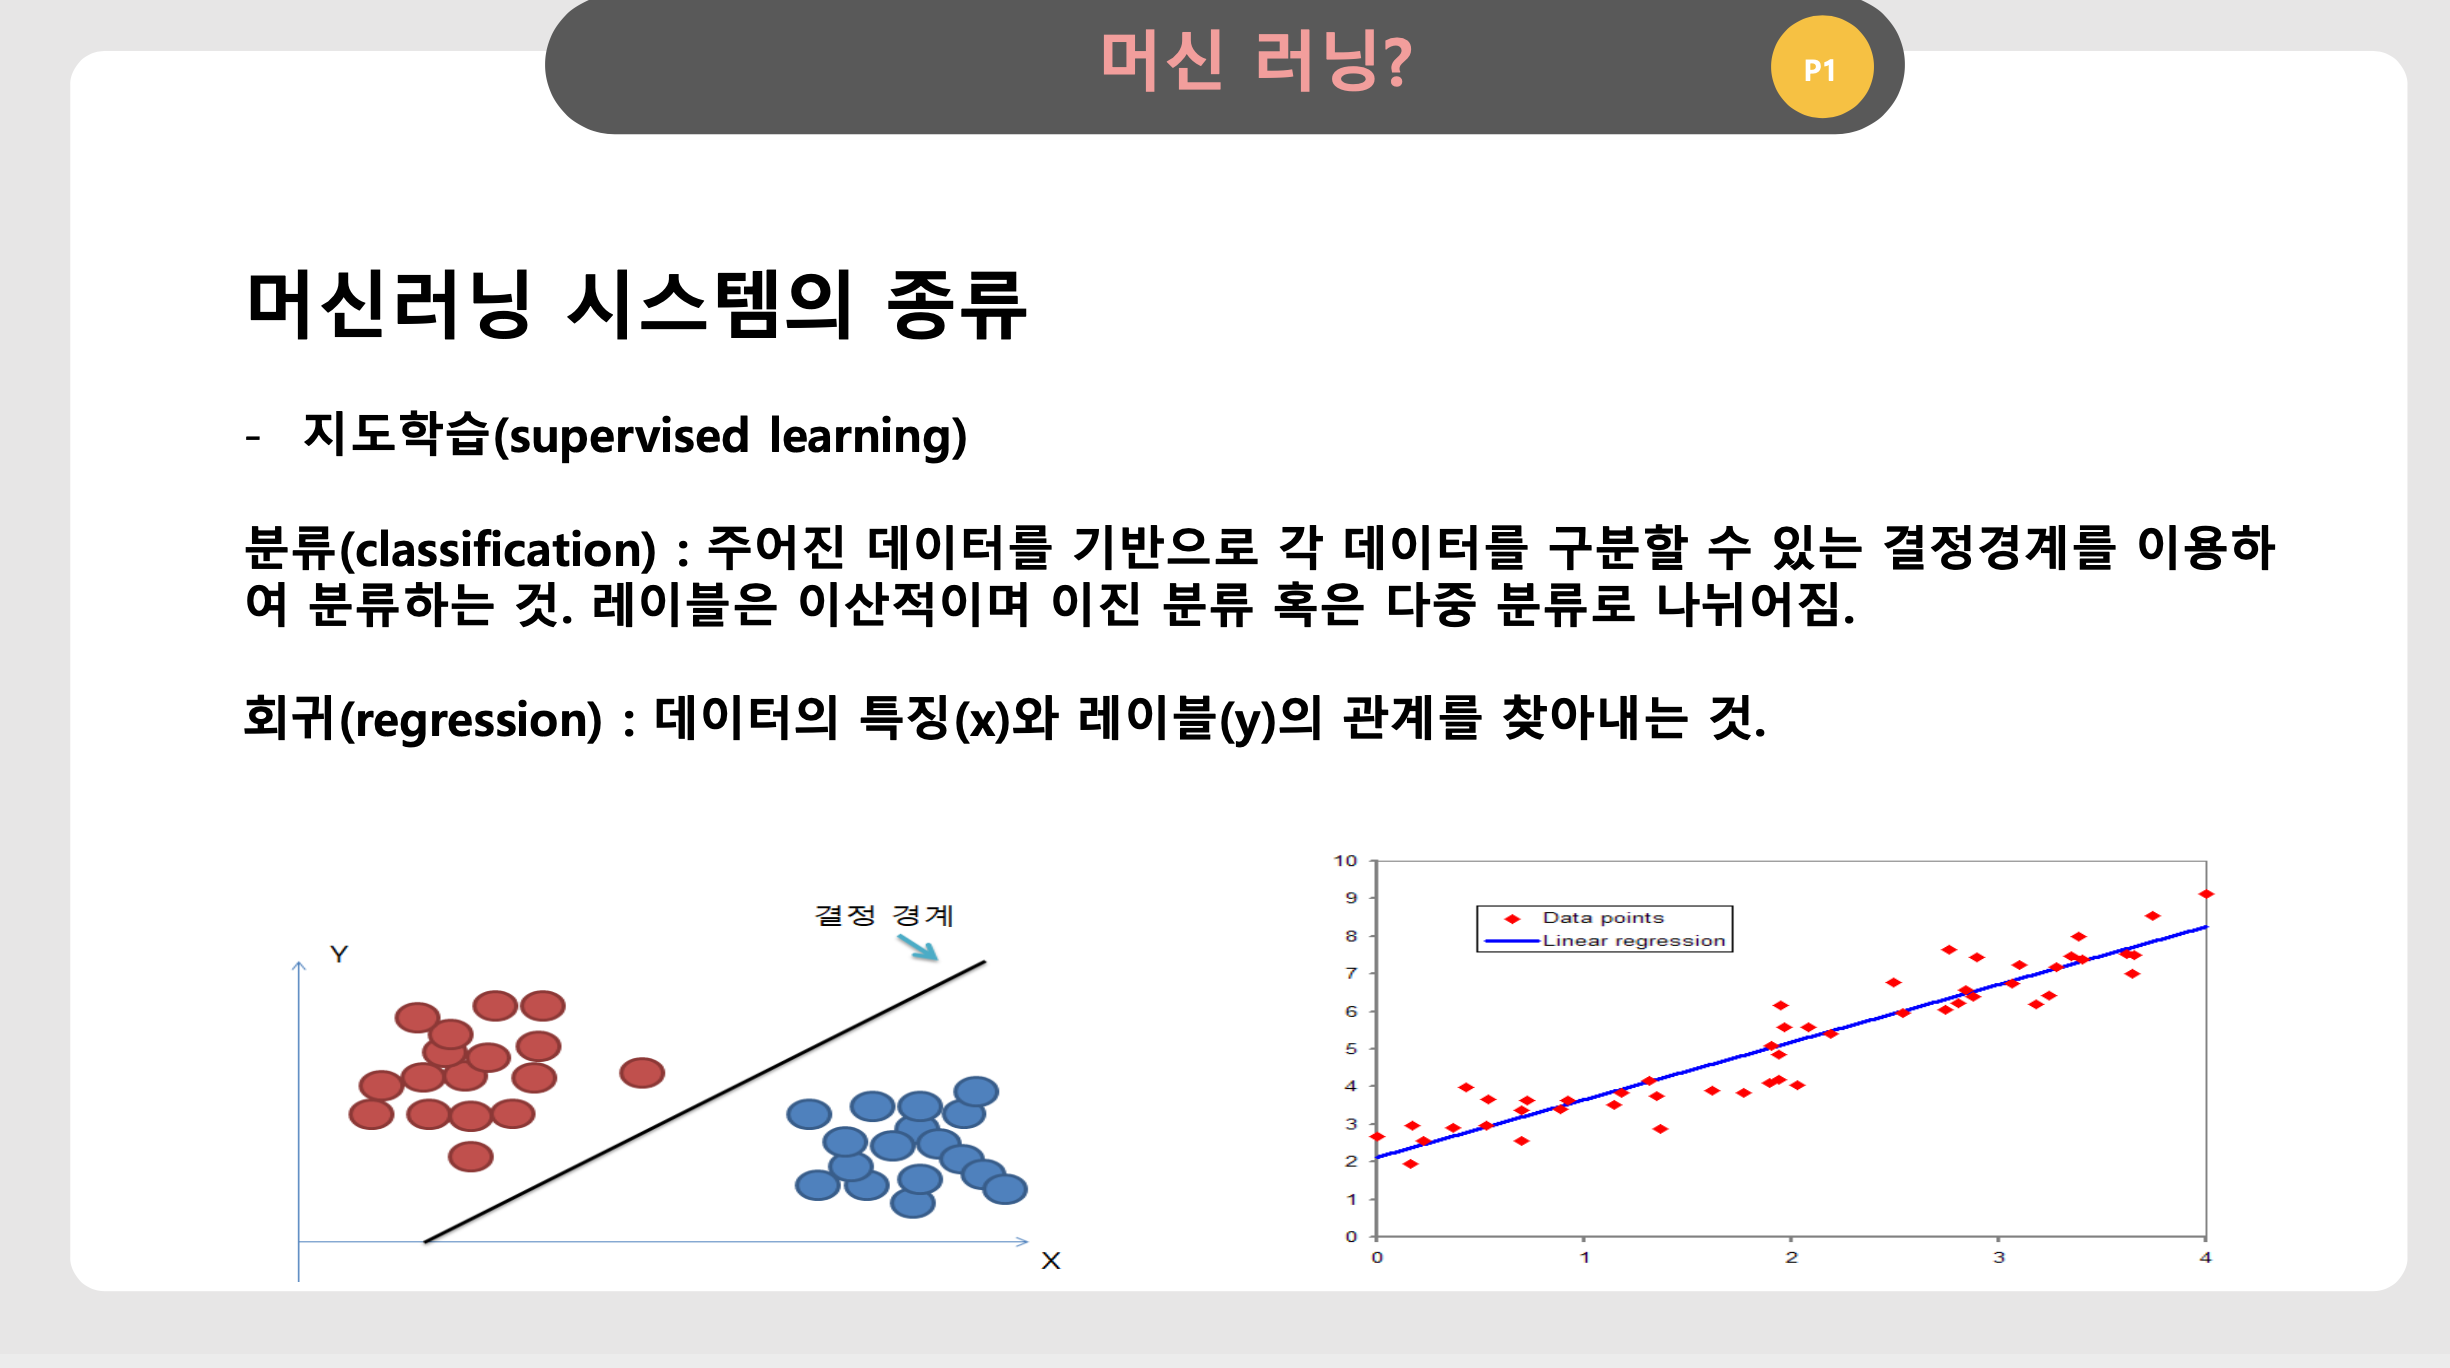 머신 러닝?
P1
머신러닝 시스템의 종류
- 지도학습(supervised learning)
분류(classification) : 주어진 데이터를 기반으로 각 데이터를 구분할 수 있는 결정경계를 이용하
여 분류하는 것. 레이블은 이산적이며 이진 분류 혹은 다중 분류로 나뉘어짐.
회귀(regression) : 데이터의 특징(x)와 레이블(y)의 관계를 찾아내는 것.
결정 경계
Y
X
10
9
8
7
6
5
4
3
2
1
0
Data points
Linear regression
0 1 2 3 4